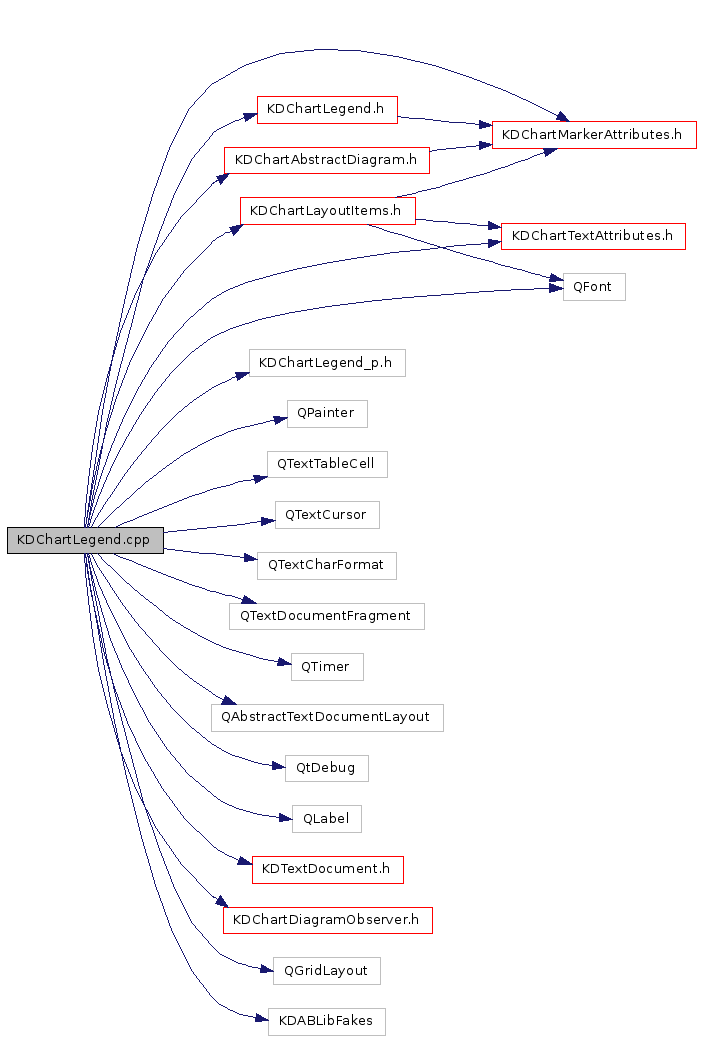 KDChartLegend.h
KDChartMarkerAttributes.h
KDChartAbstractDiagram.h
KDChartLayoutItems.h
KDChartTextAttributes.h
QFont
KDChartLegend_p.h
QPainter
QTextTableCell
QTextCursor
KDChartLegend.cpp
QTextCharFormat
QTextDocumentFragment
QTimer
QAbstractTextDocumentLayout
QtDebug
QLabel
KDTextDocument.h
KDChartDiagramObserver.h
QGridLayout
KDABLibFakes